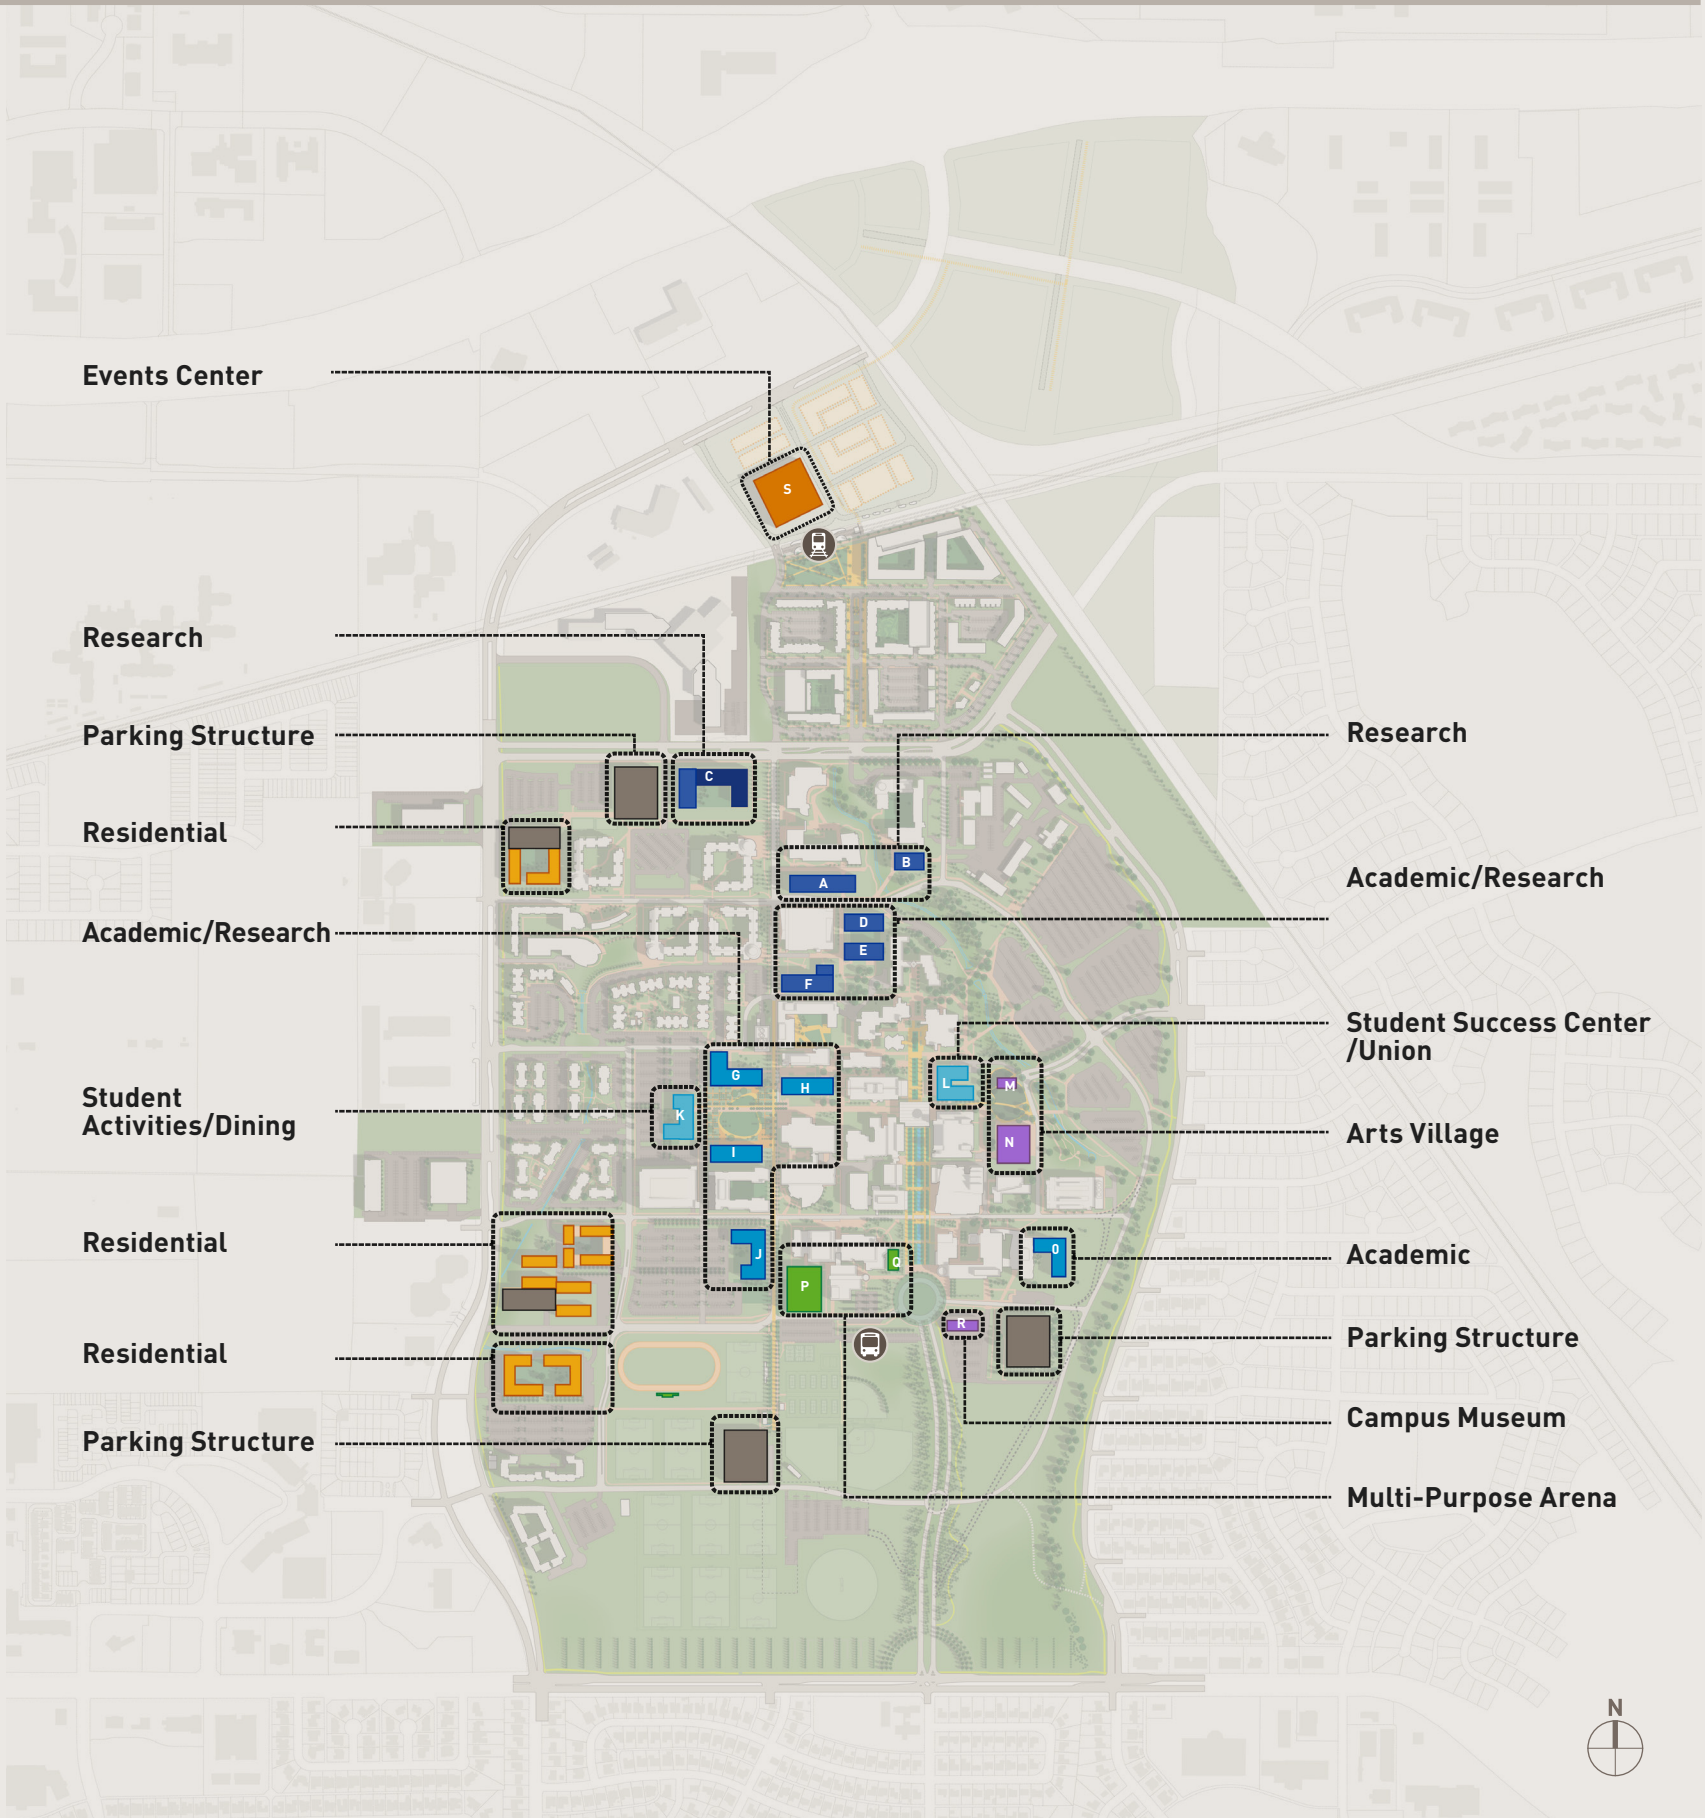 Events Center
S
Research
Parking Structure
Research
C
Residential
B
A
Academic/Research
Academic/Research
D
E
F
Student Success Center
/Union
G
H
L
M
Student
Activities/Dining
K
Arts Village
N
I
Residential
J
Q
P
O
Academic
R
Parking Structure
Residential
Campus Museum
Parking Structure
Multi-Purpose Arena
N